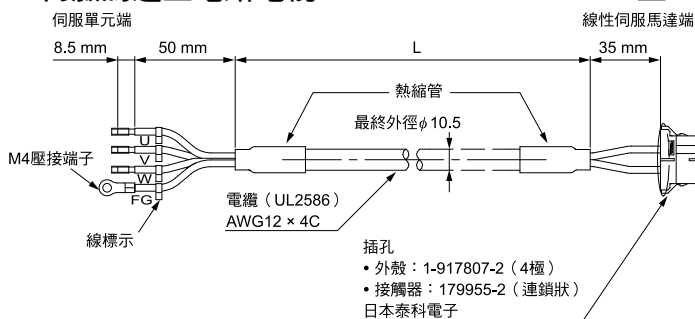 伺服單元端
線性伺服馬達端
8.5 mm
50 mm
L
35 mm
熱縮管
最終外徑φ10.5
U
V
W
FG
M4壓接端子
電纜（UL2586）
AWG12 × 4C
線標示
插孔
• 外殼：1-917807-2（4極）
• 接觸器：179955-2（連鎖狀）
日本泰科電子